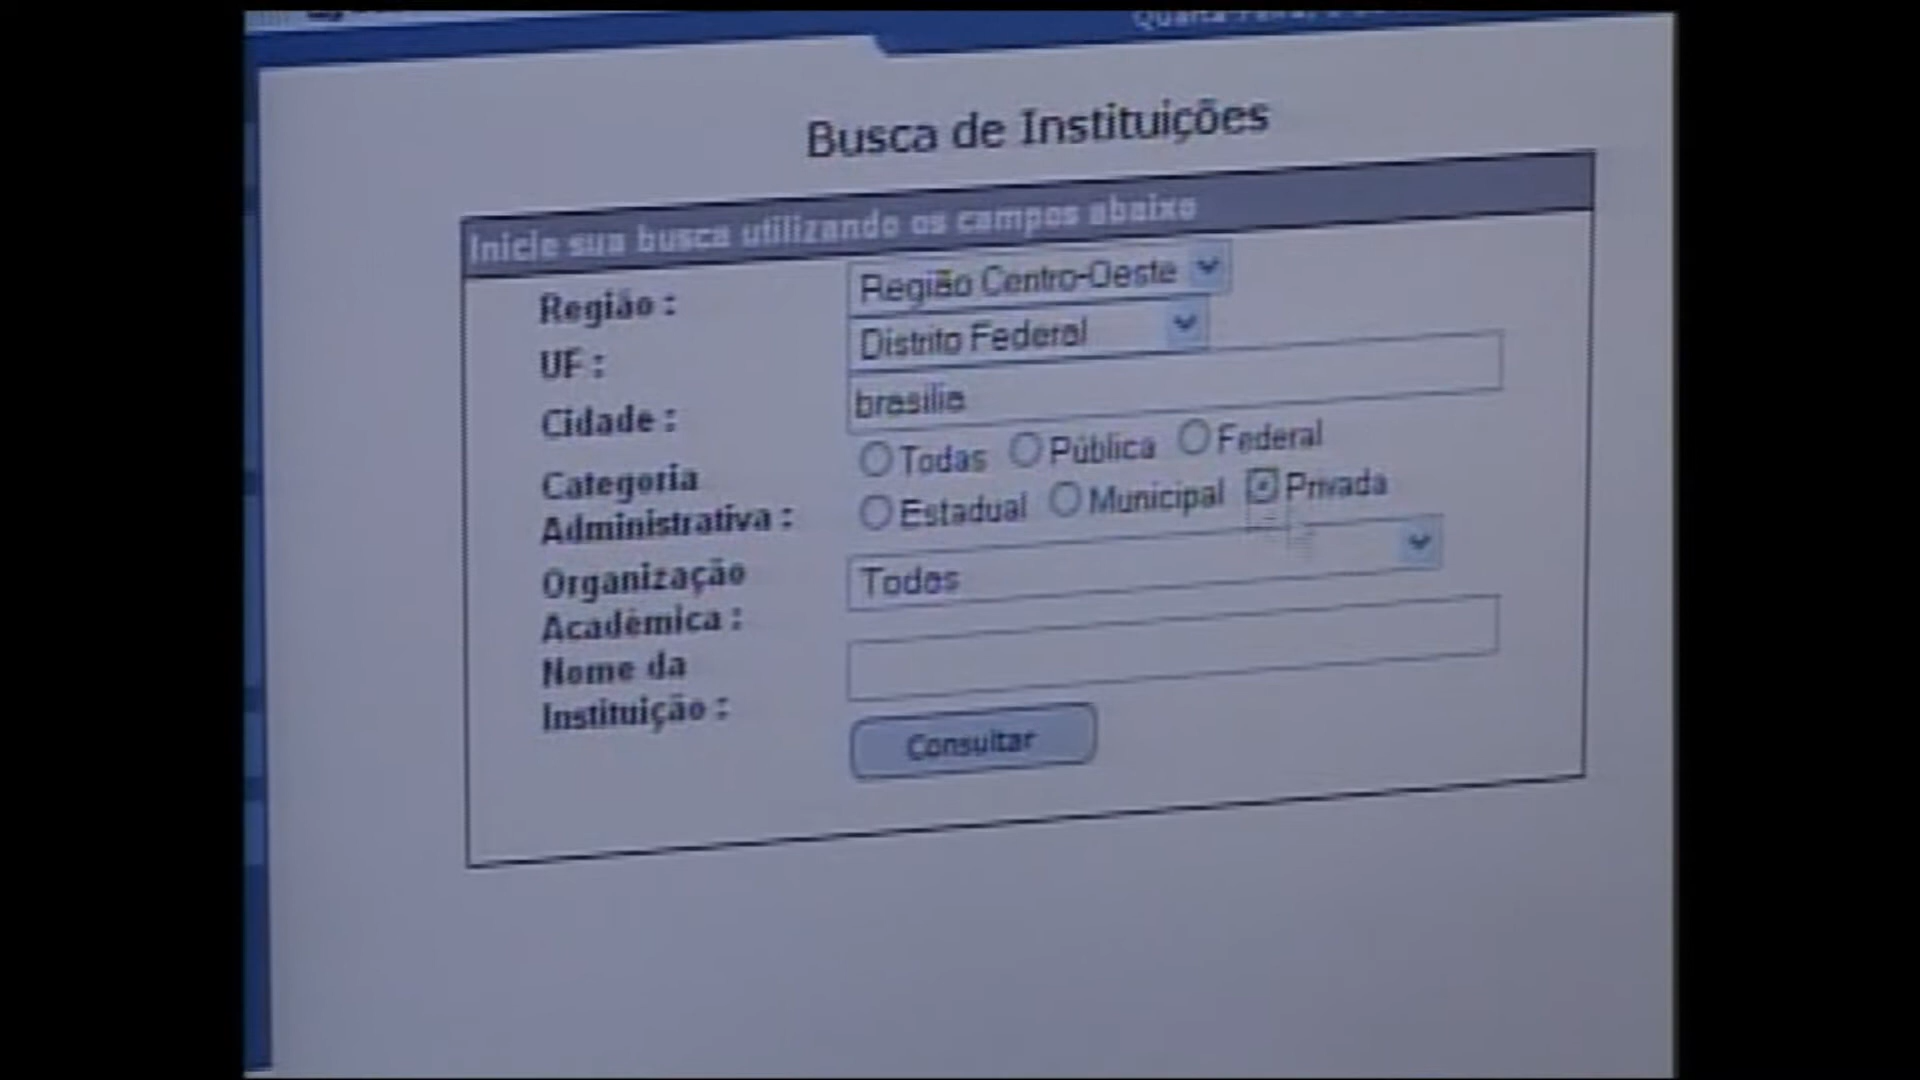 Busca de Instituições
Inicie sua busca utilizando os campos abaixo
Região : Região Centro-Oeste
UF : Distrito Federal
Cidade : brasilia
Categoria Administrativa : Todas Pública Federal
Estadual Municipal Privada
Organização Acadêmica : Todas
Nome da Instituição :
Consultar